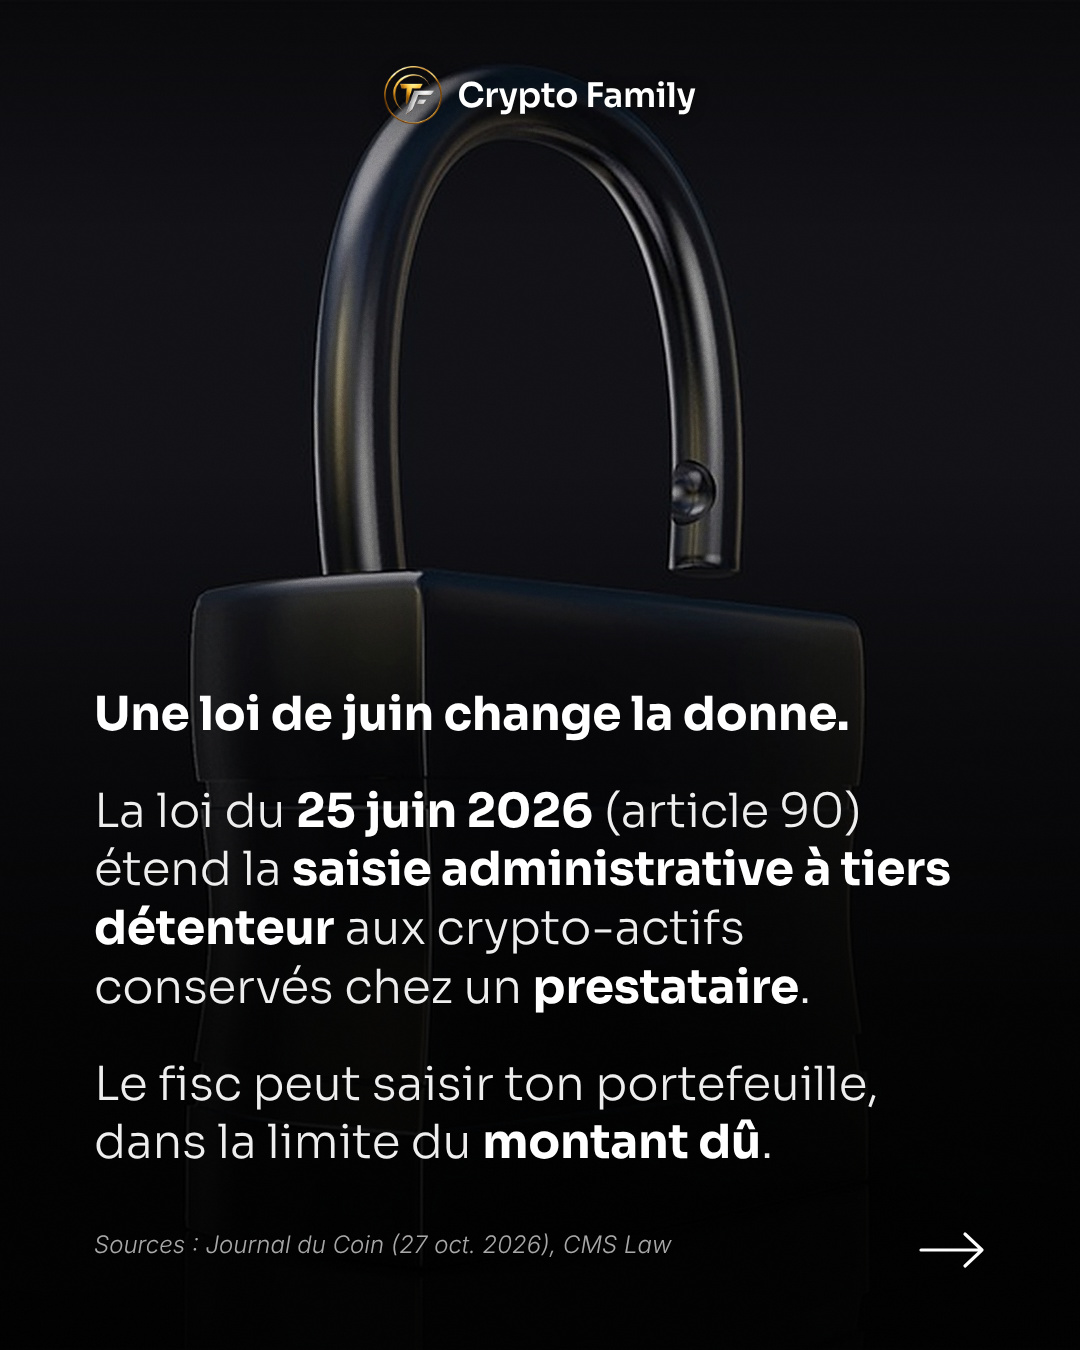 Crypto Family
Une loi de juin change la donne.
La loi du 25 juin 2026 (article 90)
étend la saisie administrative à tiers
détenteur aux crypto-actifs
conservés chez un prestataire.
Le fisc peut saisir ton portefeuille,
dans la limite du montant dû.
Sources : Journal du Coin (27 oct. 2026), CMS Law